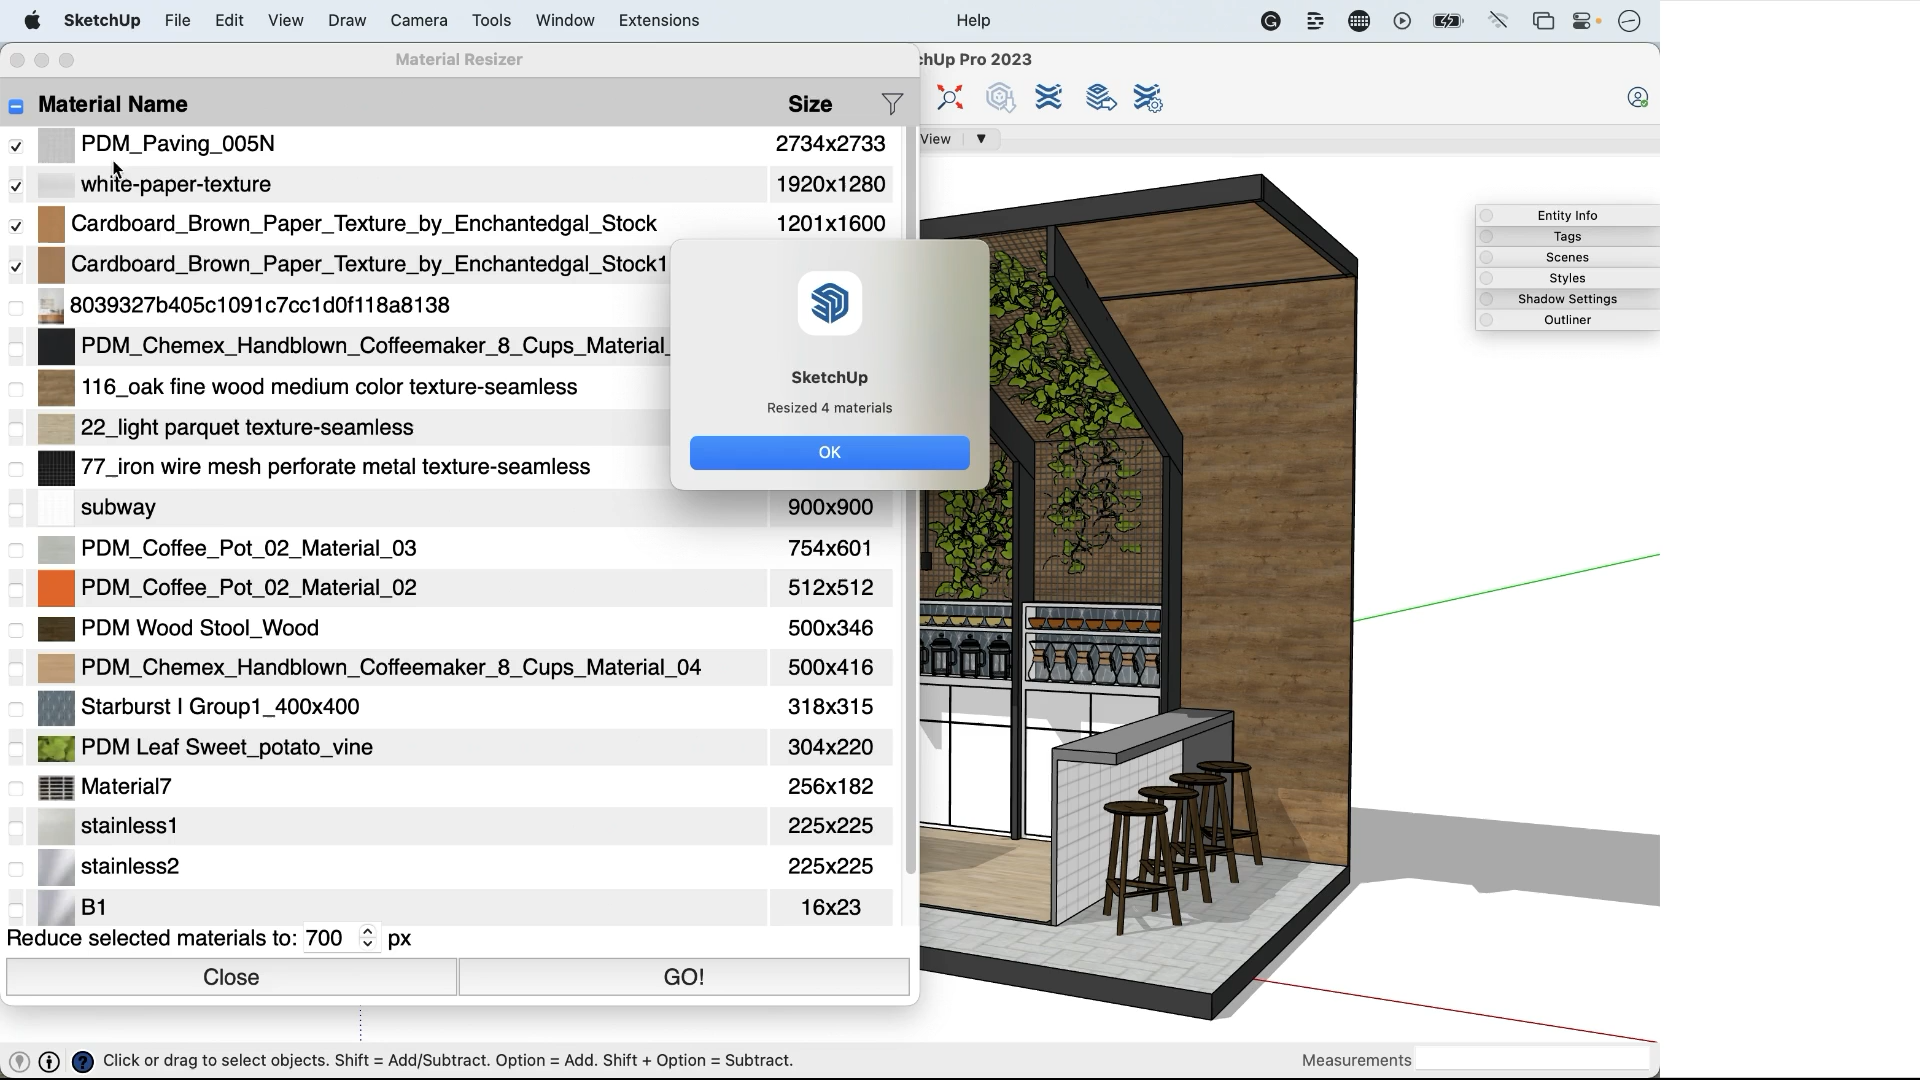 SketchUp File Edit View Draw Camera Tools Window Extensions Help
Material Resizer
chUp Pro 2023
Material Name Size
View
PDM_Paving_005N 2734x2733
white-paper-texture 1920x1280
Cardboard_Brown_Paper_Texture_by_Enchantedgal_Stock 1201x1600
Cardboard_Brown_Paper_Texture_by_Enchantedgal_Stock1
8039327b405c1091c7cc1d0f118a8138
PDM_Chemex_Handblown_Coffeemaker_8_Cups_Material_
116_oak fine wood medium color texture-seamless
22_light parquet texture-seamless
77_iron wire mesh perforate metal texture-seamless
subway 900x900
PDM_Coffee_Pot_02_Material_03 754x601
PDM_Coffee_Pot_02_Material_02 512x512
PDM Wood Stool_Wood 500x346
PDM_Chemex_Handblown_Coffeemaker_8_Cups_Material_04 500x416
Starburst I Group1_400x400 318x315
PDM Leaf Sweet_potato_vine 304x220
Material7 256x182
stainless1 225x225
stainless2 225x225
B1 16x23
Reduce selected materials to: 700 px
Close GO!
SketchUp
Resized 4 materials
OK
Entity Info
Tags
Scenes
Styles
Shadow Settings
Outliner
Click or drag to select objects. Shift = Add/Subtract. Option = Add. Shift + Option = Subtract.
Measurements